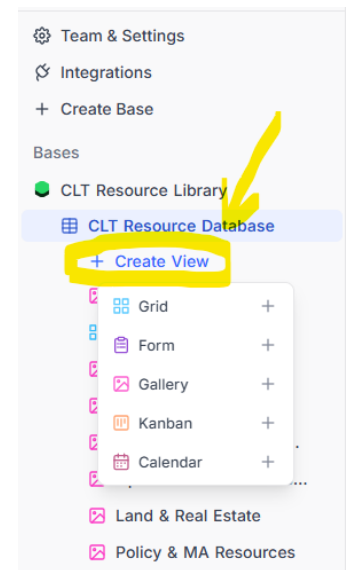 Team & Settings
Integrations
Create Base
Bases
CLT Resource Library
CLT Resource Database
Create View
Grid
Form
Gallery
Kanban
Calendar
Land & Real Estate
Policy & MA Resources